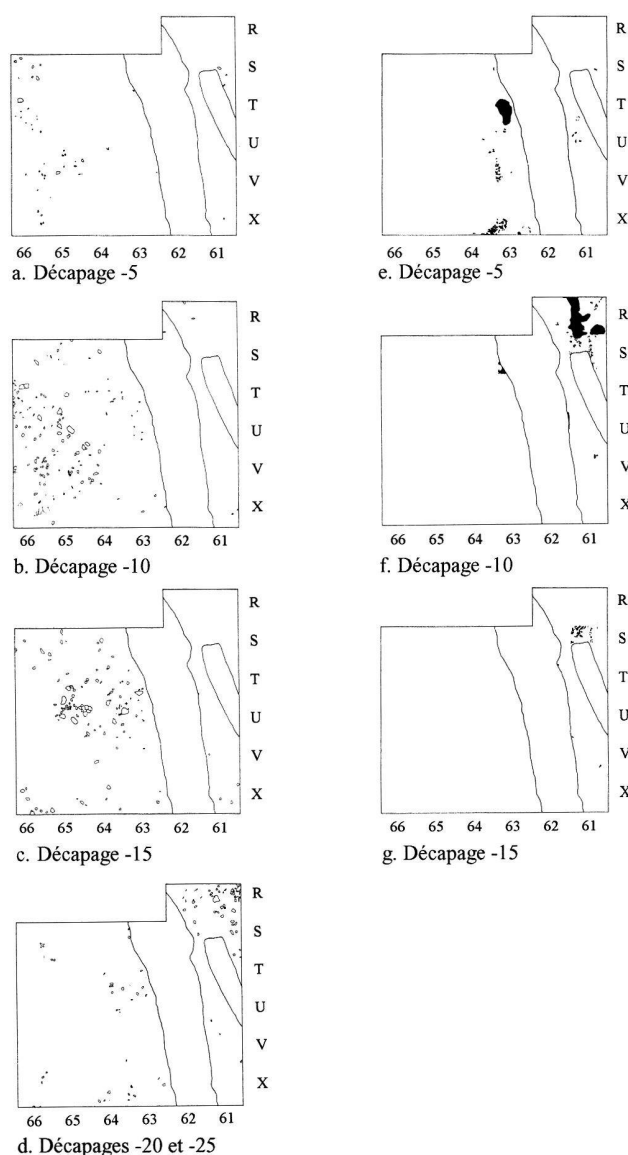 R
S
T
U
V
X
66 65 64 63 62 61
a. Décapage -5
R
S
T
U
V
X
66 65 64 63 62 61
b. Décapage -10
R
S
T
U
V
X
66 65 64 63 62 61
c. Décapage -15
R
S
T
U
V
X
66 65 64 63 62 61
d. Décapages -20 et -25
R
S
T
U
V
X
66 65 64 63 62 61
e. Décapage -5
R
S
T
U
V
X
66 65 64 63 62 61
f. Décapage -10
R
S
T
U
V
X
66 65 64 63 62 61
g. Décapage -15